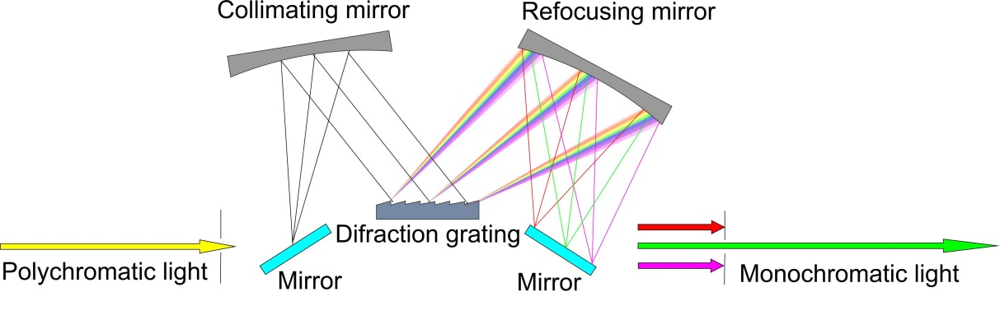 Collimating mirror
Refocusing mirror
Difraction grating
Polychromatic light
Mirror
Mirror
Monochromatic light